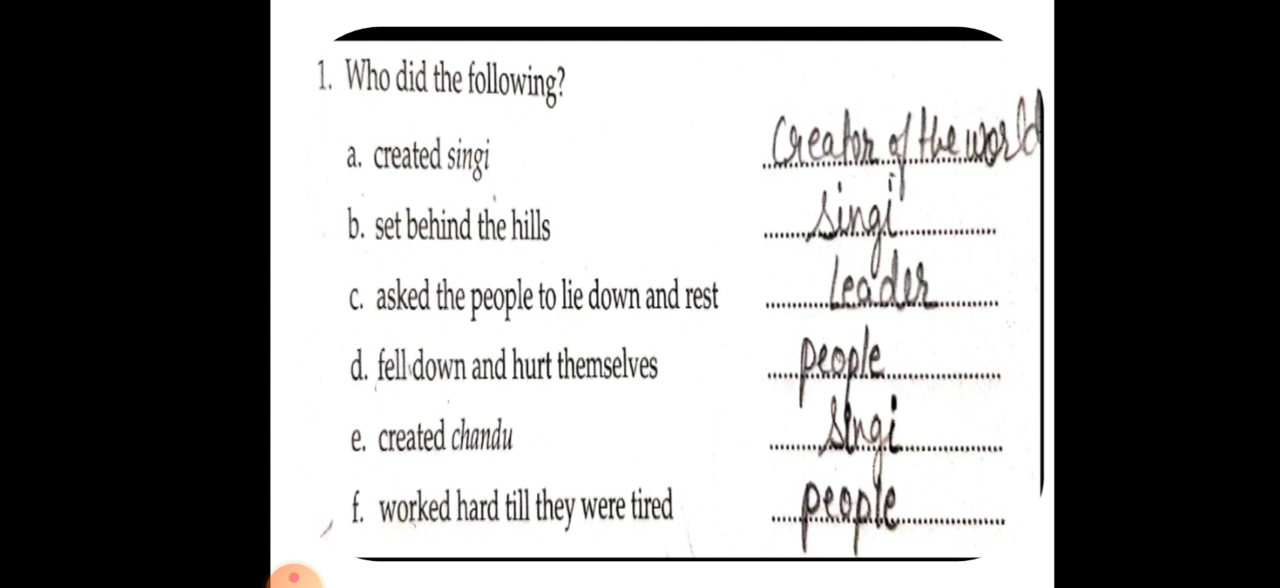 1. Who did the following?
a. created singi Creator of the world
b. set behind the hills singi
c. asked the people to lie down and rest Leader
d. fell down and hurt themselves people
e. created chandu Singi
f. worked hard till they were tired people